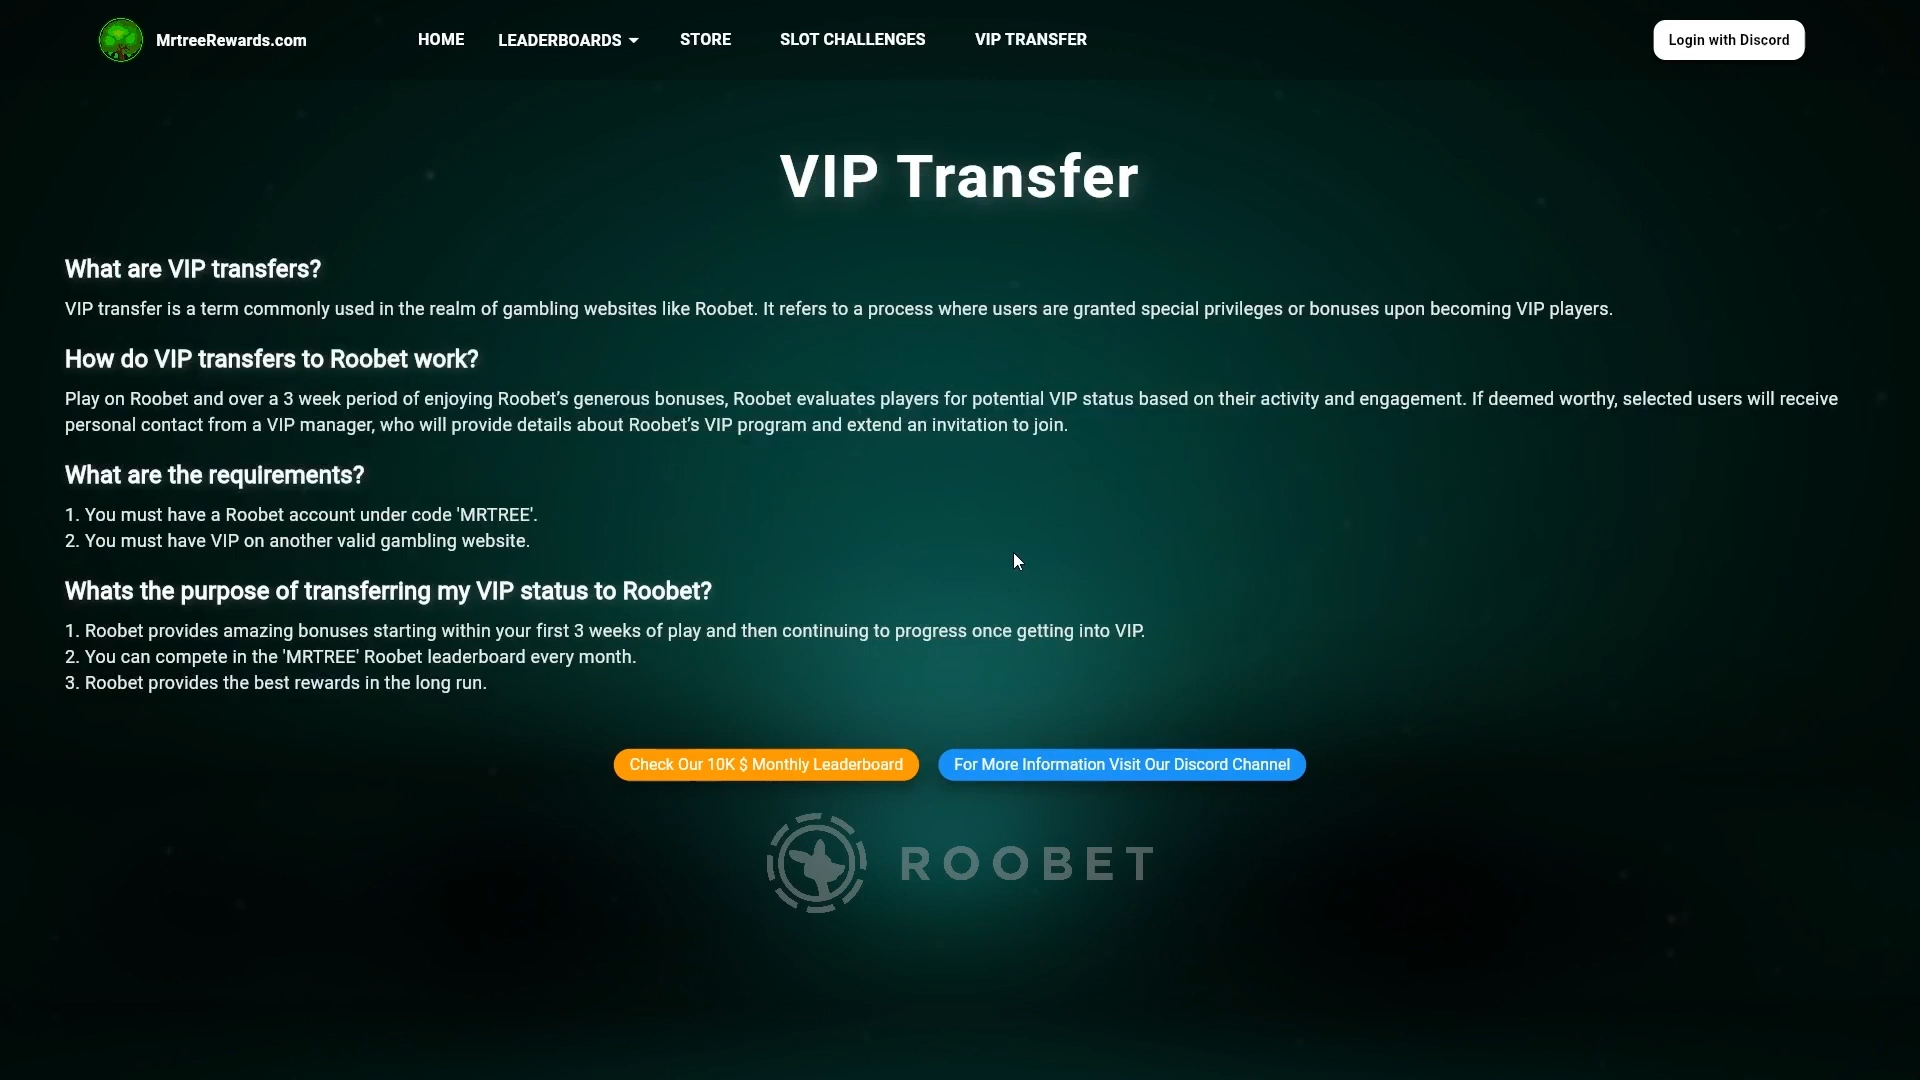 MrtreeRewards.com
HOME
LEADERBOARDS
STORE
SLOT CHALLENGES
VIP TRANSFER
Login with Discord
VIP Transfer
What are VIP transfers?
VIP transfer is a term commonly used in the realm of gambling websites like Roobet. It refers to a process where users are granted special privileges or bonuses upon becoming VIP players.
How do VIP transfers to Roobet work?
Play on Roobet and over a 3 week period of enjoying Roobet’s generous bonuses, Roobet evaluates players for potential VIP status based on their activity and engagement. If deemed worthy, selected users will receive
personal contact from a VIP manager, who will provide details about Roobet’s VIP program and extend an invitation to join.
What are the requirements?
1. You must have a Roobet account under code 'MRTREE'.
2. You must have VIP on another valid gambling website.
Whats the purpose of transferring my VIP status to Roobet?
1. Roobet provides amazing bonuses starting within your first 3 weeks of play and then continuing to progress once getting into VIP.
2. You can compete in the 'MRTREE' Roobet leaderboard every month.
3. Roobet provides the best rewards in the long run.
Check Our 10K $ Monthly Leaderboard
For More Information Visit Our Discord Channel
ROOBET